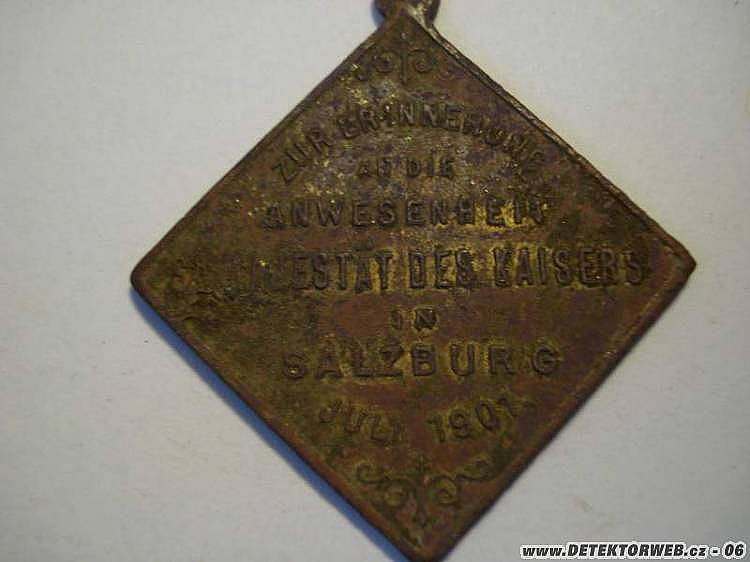 ZUR ERINNERUNG
AN DIE
ANWESENHEIT
MAJESTÄT DES KAISERS
IN
SALZBURG
JULI 1901.
www.DETEKTORWEB.cz - 06